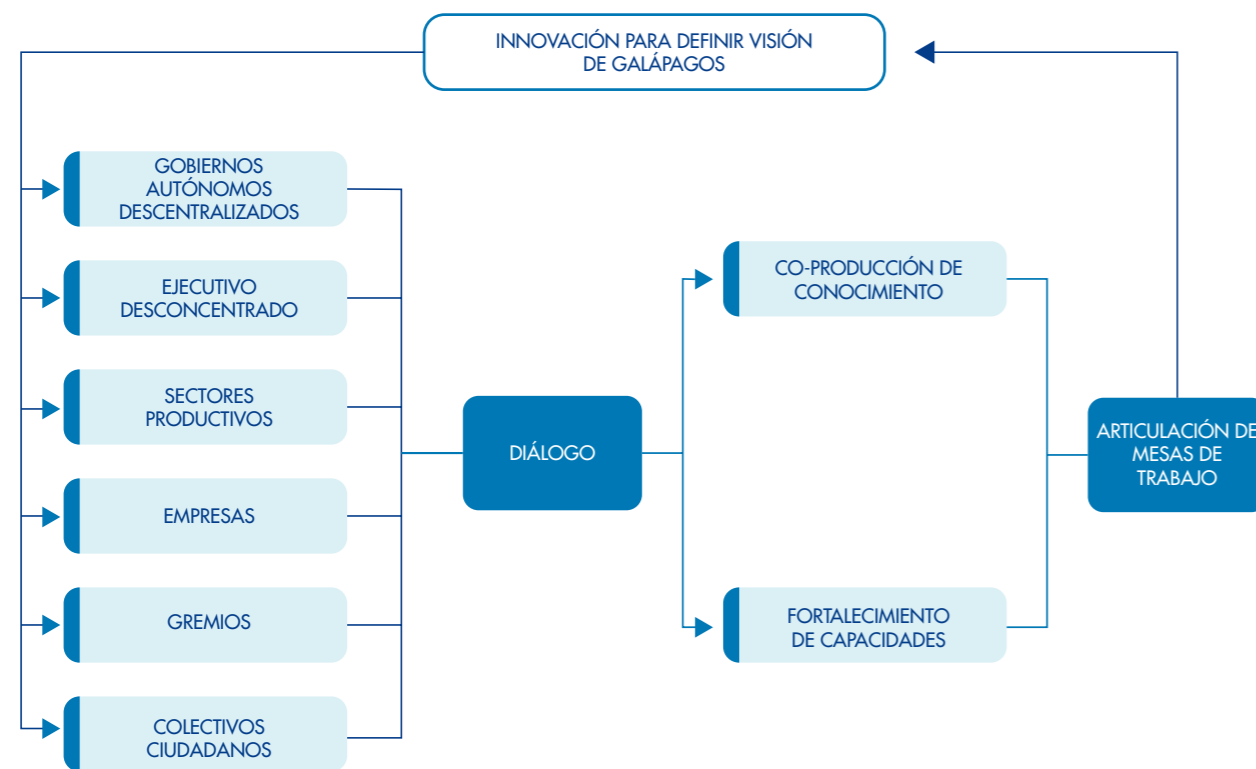 INNOVACIÓN PARA DEFINIR VISIÓN
DE GALÁPAGOS
GOBIERNOS
AUTÓNOMOS
DESCENTRALIZADOS
EJECUTIVO
DESCONCENTRADO
SECTORES
PRODUCTIVOS
EMPRESAS
GREMIOS
COLECTIVOS
CIUDADANOS
DIÁLOGO
CO-PRODUCCIÓN DE
CONOCIMIENTO
FORTALECIMIENTO
DE CAPACIDADES
ARTICULACIÓN DE
MESAS DE
TRABAJO